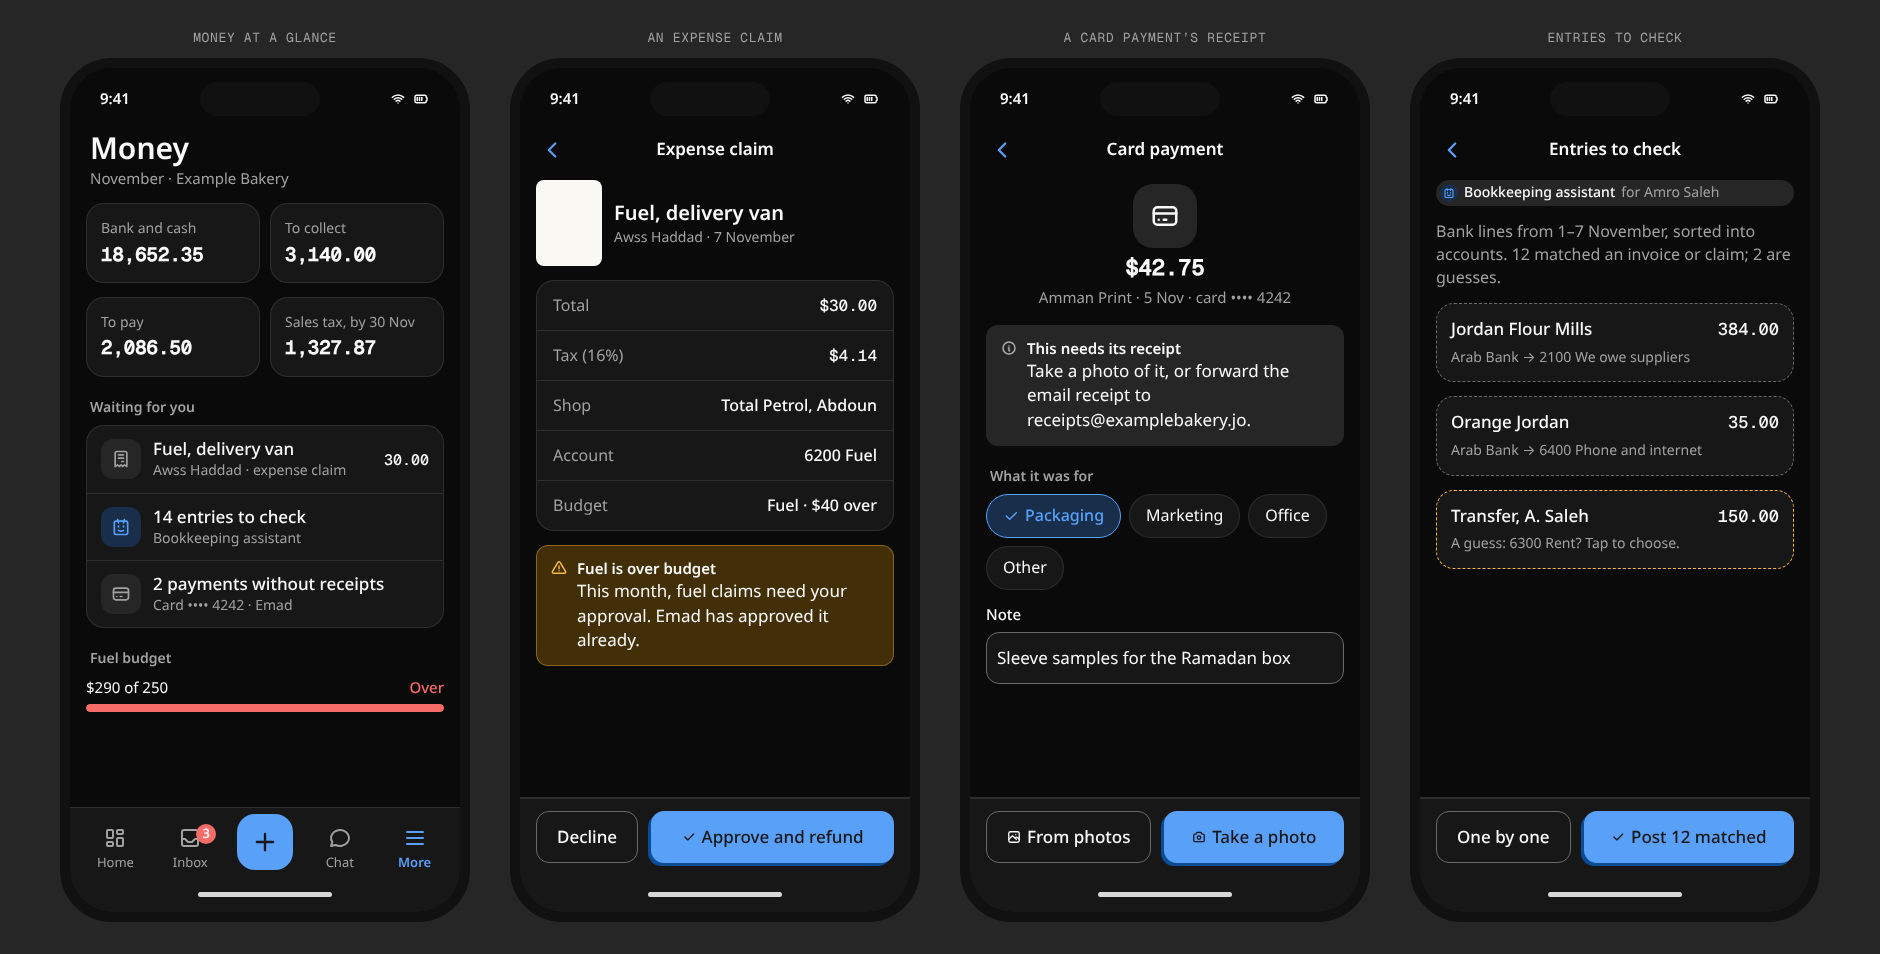 MONEY AT A GLANCE
9:41
Money
November · Example Bakery
Bank and cash
18,652.35
To collect
3,140.00
To pay
2,086.50
Sales tax, by 30 Nov
1,327.87
Waiting for you
Fuel, delivery van
Awss Haddad · expense claim
30.00
14 entries to check
Bookkeeping assistant
2 payments without receipts
Card •••• 4242 · Emad
Fuel budget
$290 of 250
Over
Home
Inbox
3
Chat
More
AN EXPENSE CLAIM
9:41
Expense claim
Fuel, delivery van
Awss Haddad · 7 November
Total
$30.00
Tax (16%)
$4.14
Shop
Total Petrol, Abdoun
Account
6200 Fuel
Budget
Fuel · $40 over
Fuel is over budget
This month, fuel claims need your
approval. Emad has approved it
already.
Decline
Approve and refund
A CARD PAYMENT'S RECEIPT
9:41
Card payment
$42.75
Amman Print · 5 Nov · card •••• 4242
This needs its receipt
Take a photo of it, or forward the
email receipt to
receipts@examplebakery.jo.
What it was for
Packaging
Marketing
Office
Other
Note
Sleeve samples for the Ramadan box
From photos
Take a photo
ENTRIES TO CHECK
9:41
Entries to check
Bookkeeping assistant for Amro Saleh
Bank lines from 1–7 November, sorted into
accounts. 12 matched an invoice or claim; 2 are
guesses.
Jordan Flour Mills
384.00
Arab Bank → 2100 We owe suppliers
Orange Jordan
35.00
Arab Bank → 6400 Phone and internet
Transfer, A. Saleh
150.00
A guess: 6300 Rent? Tap to choose.
One by one
Post 12 matched